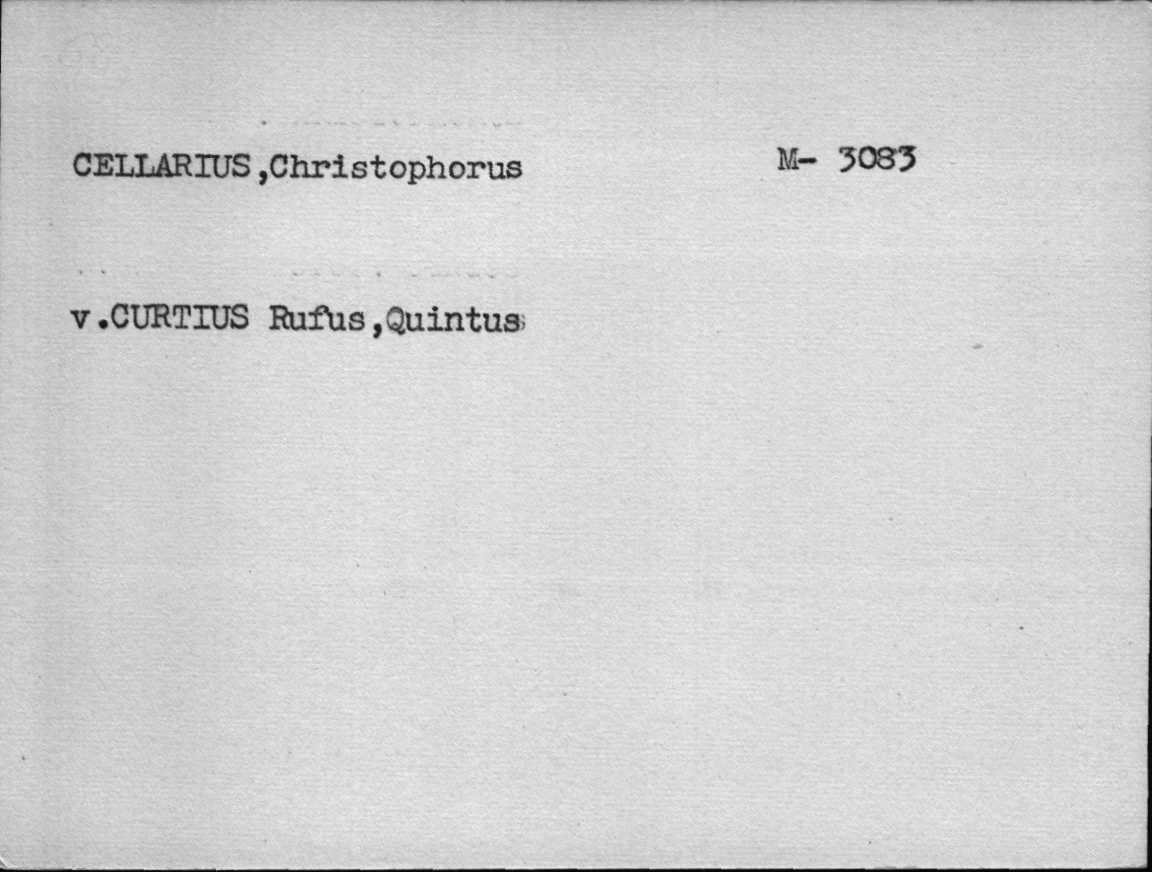 CELLARIUS,Christophorus M- 3083
v.CURTIUS Rufus,Quintus